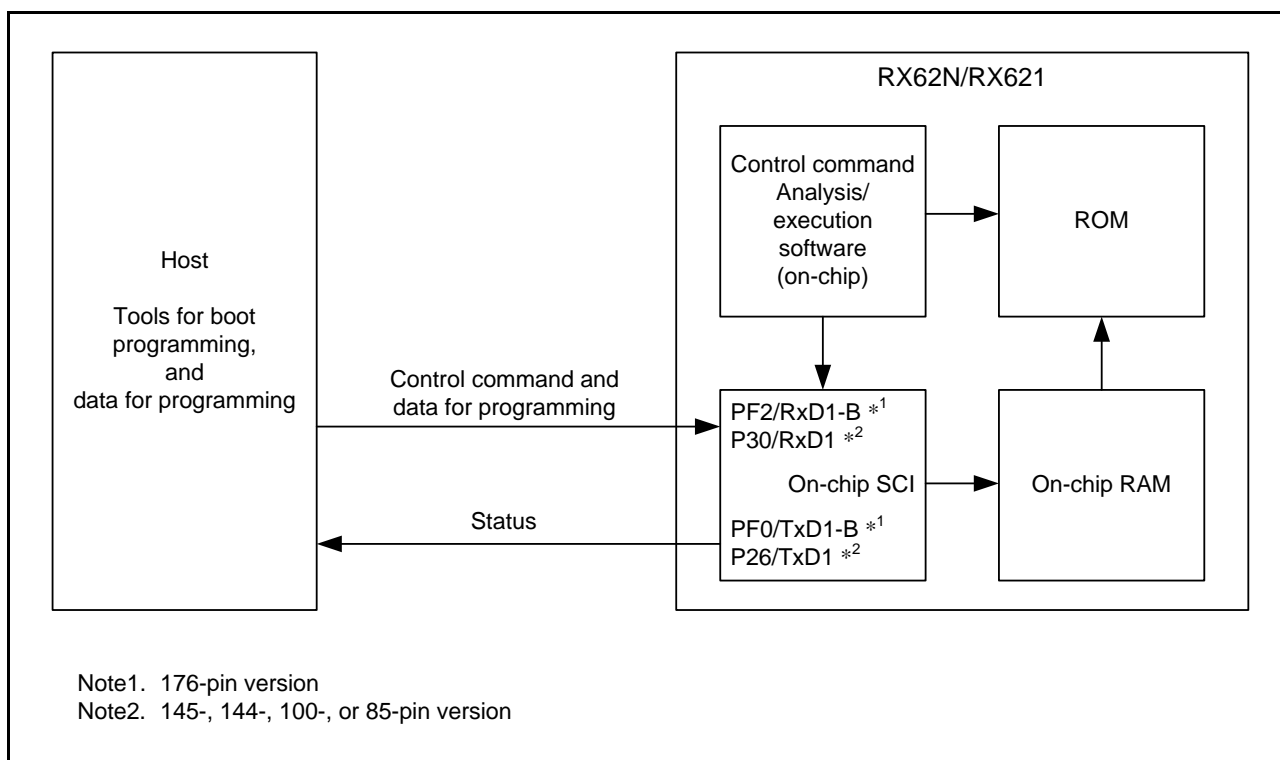 Host
Tools for boot
programming,
and
data for programming
Control command and
data for programming
Status
RX62N/RX621
Control command
Analysis/
execution
software
(on-chip)
ROM
PF2/RxD1-B *1
P30/RxD1 *2
On-chip SCI
PF0/TxD1-B *1
P26/TxD1 *2
On-chip RAM
Note1. 176-pin version
Note2. 145-, 144-, 100-, or 85-pin version